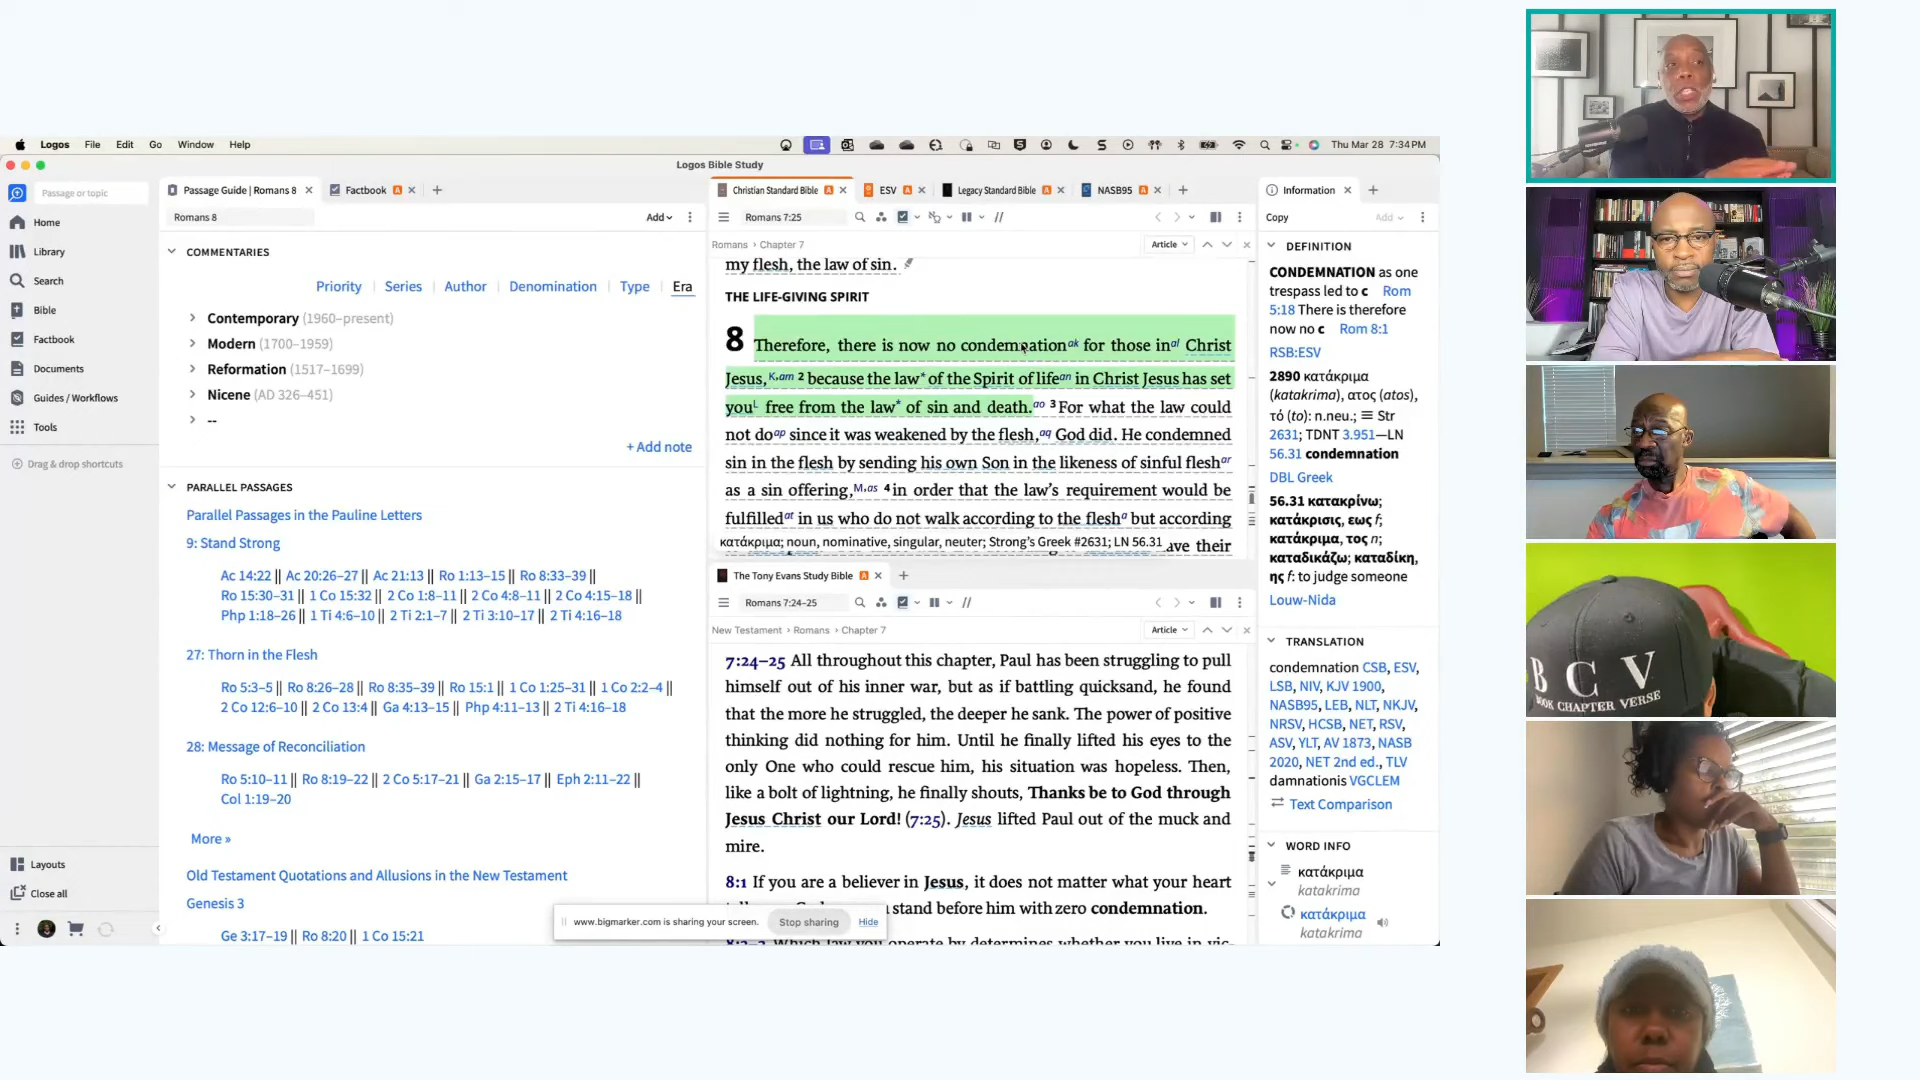 Logos File Edit Go Window Help
Thu Mar 28 7:34 PM
Logos Bible Study
Passage or topic
Home
Library
Search
Bible
Factbook
Documents
Guides / Workflows
Tools
Drag & drop shortcuts
Layouts
Close all
Passage Guide | Romans 8
Factbook A
Romans 8
Add
COMMENTARIES
Priority Series Author Denomination Type Era
Contemporary (1960–present)
Modern (1700–1959)
Reformation (1517–1699)
Nicene (AD 326–451)
--
+ Add note
PARALLEL PASSAGES
Parallel Passages in the Pauline Letters
9: Stand Strong
Ac 14:22 || Ac 20:26–27 || Ac 21:13 || Ro 1:13–15 || Ro 8:33–39 ||
Ro 15:30–31 || 1 Co 15:32 || 2 Co 1:8–11 || 2 Co 4:8–11 || 2 Co 4:15–18 ||
Php 1:18–26 || 1 Ti 4:6–10 || 2 Ti 2:1–7 || 2 Ti 3:10–17 || 2 Ti 4:16–18
27: Thorn in the Flesh
Ro 5:3–5 || Ro 8:26–28 || Ro 8:35–39 || Ro 15:1 || 1 Co 1:25–31 || 1 Co 2:2–4 ||
2 Co 12:6–10 || 2 Co 13:4 || Ga 4:13–15 || Php 4:11–13 || 2 Ti 4:16–18
28: Message of Reconciliation
Ro 5:10–11 || Ro 8:19–22 || 2 Co 5:17–21 || Ga 2:15–17 || Eph 2:11–22 ||
Col 1:19–20
More »
Old Testament Quotations and Allusions in the New Testament
Genesis 3
Ge 3:17–19 || Ro 8:20 || 1 Co 15:21
Christian Standard Bible A
ESV A
Legacy Standard Bible A
NASB95 A
Romans 7:25
Romans › Chapter 7
Article
my flesh, the law of sin.
THE LIFE-GIVING SPIRIT
8 Therefore, there is now no condemnation ak for those in al Christ
Jesus, K,am 2 because the law* of the Spirit of life an in Christ Jesus has set
you L free from the law* of sin and death. ao 3 For what the law could
not do ap since it was weakened by the flesh, aq God did. He condemned
sin in the flesh by sending his own Son in the likeness of sinful flesh ar
as a sin offering, M,as 4 in order that the law's requirement would be
fulfilled at in us who do not walk according to the flesh a but according
κατάκριμα; noun, nominative, singular, neuter; Strong's Greek #2631; LN 56.31
ave their
The Tony Evans Study Bible A
Romans 7:24–25
New Testament › Romans › Chapter 7
Article
7:24–25 All throughout this chapter, Paul has been struggling to pull
himself out of his inner war, but as if battling quicksand, he found
that the more he struggled, the deeper he sank. The power of positive
thinking did nothing for him. Until he finally lifted his eyes to the
only One who could rescue him, his situation was hopeless. Then,
like a bolt of lightning, he finally shouts, Thanks be to God through
Jesus Christ our Lord! (7:25). Jesus lifted Paul out of the muck and
mire.
8:1 If you are a believer in Jesus, it does not matter what your heart
stand before him with zero condemnation.
operate by determines whether you live in vic-
www.bigmarker.com is sharing your screen. Stop sharing Hide
Information
Copy Add
DEFINITION
CONDEMNATION as one
trespass led to c Rom
5:18 There is therefore
now no c Rom 8:1
RSB:ESV
2890 κατάκριμα
(katakrima), ατος (atos),
τό (to): n.neu.; ≡ Str
2631; TDNT 3.951—LN
56.31 condemnation
DBL Greek
56.31 κατακρίνω;
κατάκρισις, εως f;
κατάκριμα, τος n;
καταδικάζω; καταδίκη,
ης f: to judge someone
Louw-Nida
TRANSLATION
condemnation CSB, ESV,
LSB, NIV, KJV 1900,
NASB95, LEB, NLT, NKJV,
NRSV, HCSB, NET, RSV,
ASV, YLT, AV 1873, NASB
2020, NET 2nd ed., TLV
damnationis VGCLEM
Text Comparison
WORD INFO
κατάκριμα
katakrima
κατάκριμα
katakrima
B C V
BOOK CHAPTER VERSE